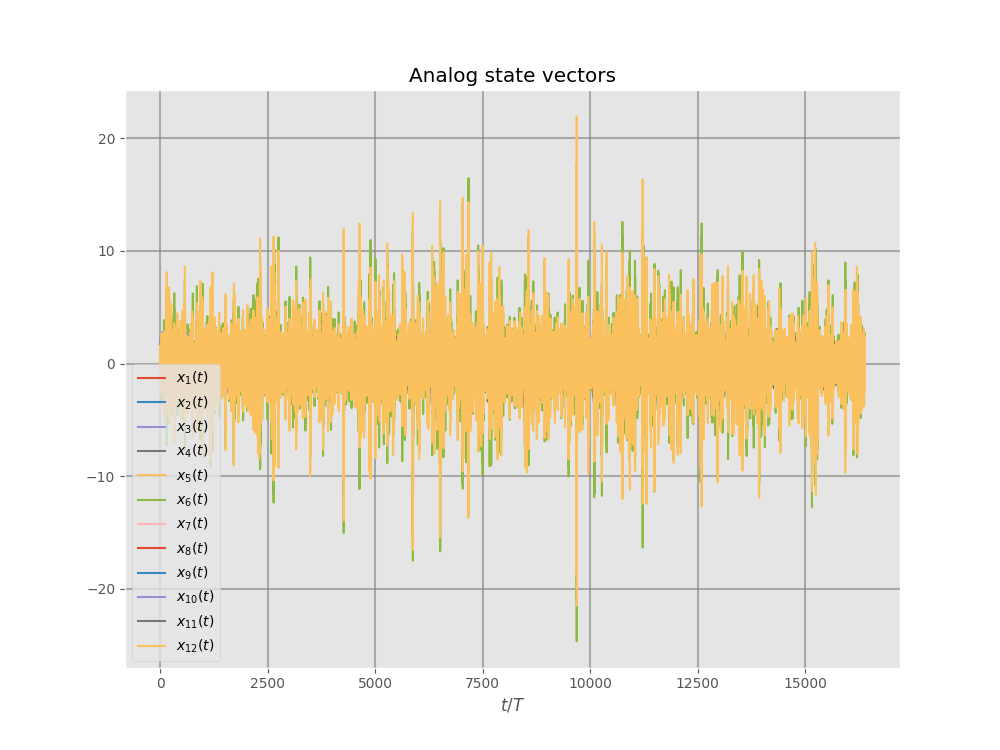 Analog state vectors
20
10
0
−10
−20
x₁(t)
x₂(t)
x₃(t)
x₄(t)
x₅(t)
x₆(t)
x₇(t)
x₈(t)
x₉(t)
x₁₀(t)
x₁₁(t)
x₁₂(t)
0 2500 5000 7500 10000 12500 15000
t/T